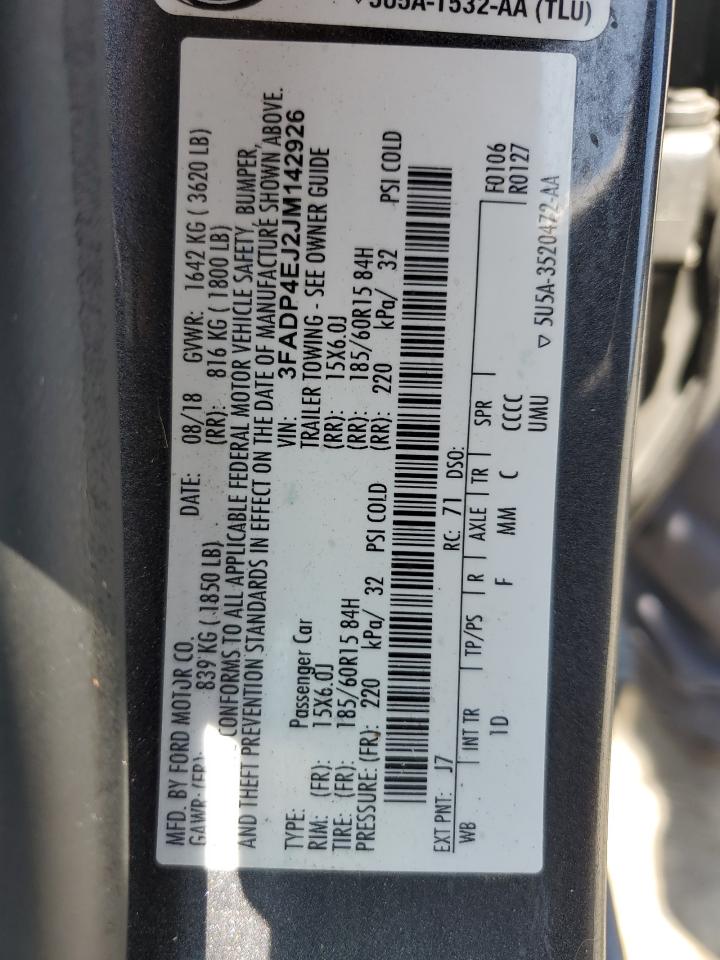 5U5A-1532-AA (TLU)
MFD. BY FORD MOTOR CO. DATE: 08/18 GVWR: 1642 KG ( 3620 LB)
GAWR (FR): 839 KG ( 1850 LB) (RR): 816 KG ( 1800 LB)
CONFORMS TO ALL APPLICABLE FEDERAL MOTOR VEHICLE SAFETY, BUMPER,
AND THEFT PREVENTION STANDARDS IN EFFECT ON THE DATE OF MANUFACTURE SHOWN ABOVE.
VIN: 3FADP4EJ2JM142926
TYPE: Passenger Car TRAILER TOWING - SEE OWNER GUIDE
RIM: (FR): 15X6.0J (RR): 15X6.0J
TIRE: (FR): 185/60R15 84H (RR): 185/60R15 84H
PRESSURE: (FR): 220 kPa/ 32 PSI COLD (RR): 220 kPa/ 32 PSI COLD
EXT PNT: J7 RC: 71 DSO:
WB INT TR TP/PS R AXLE TR SPR F0106
1D F MM C CCCC R0127
UMU
▽ 5U5A-3520472-AA